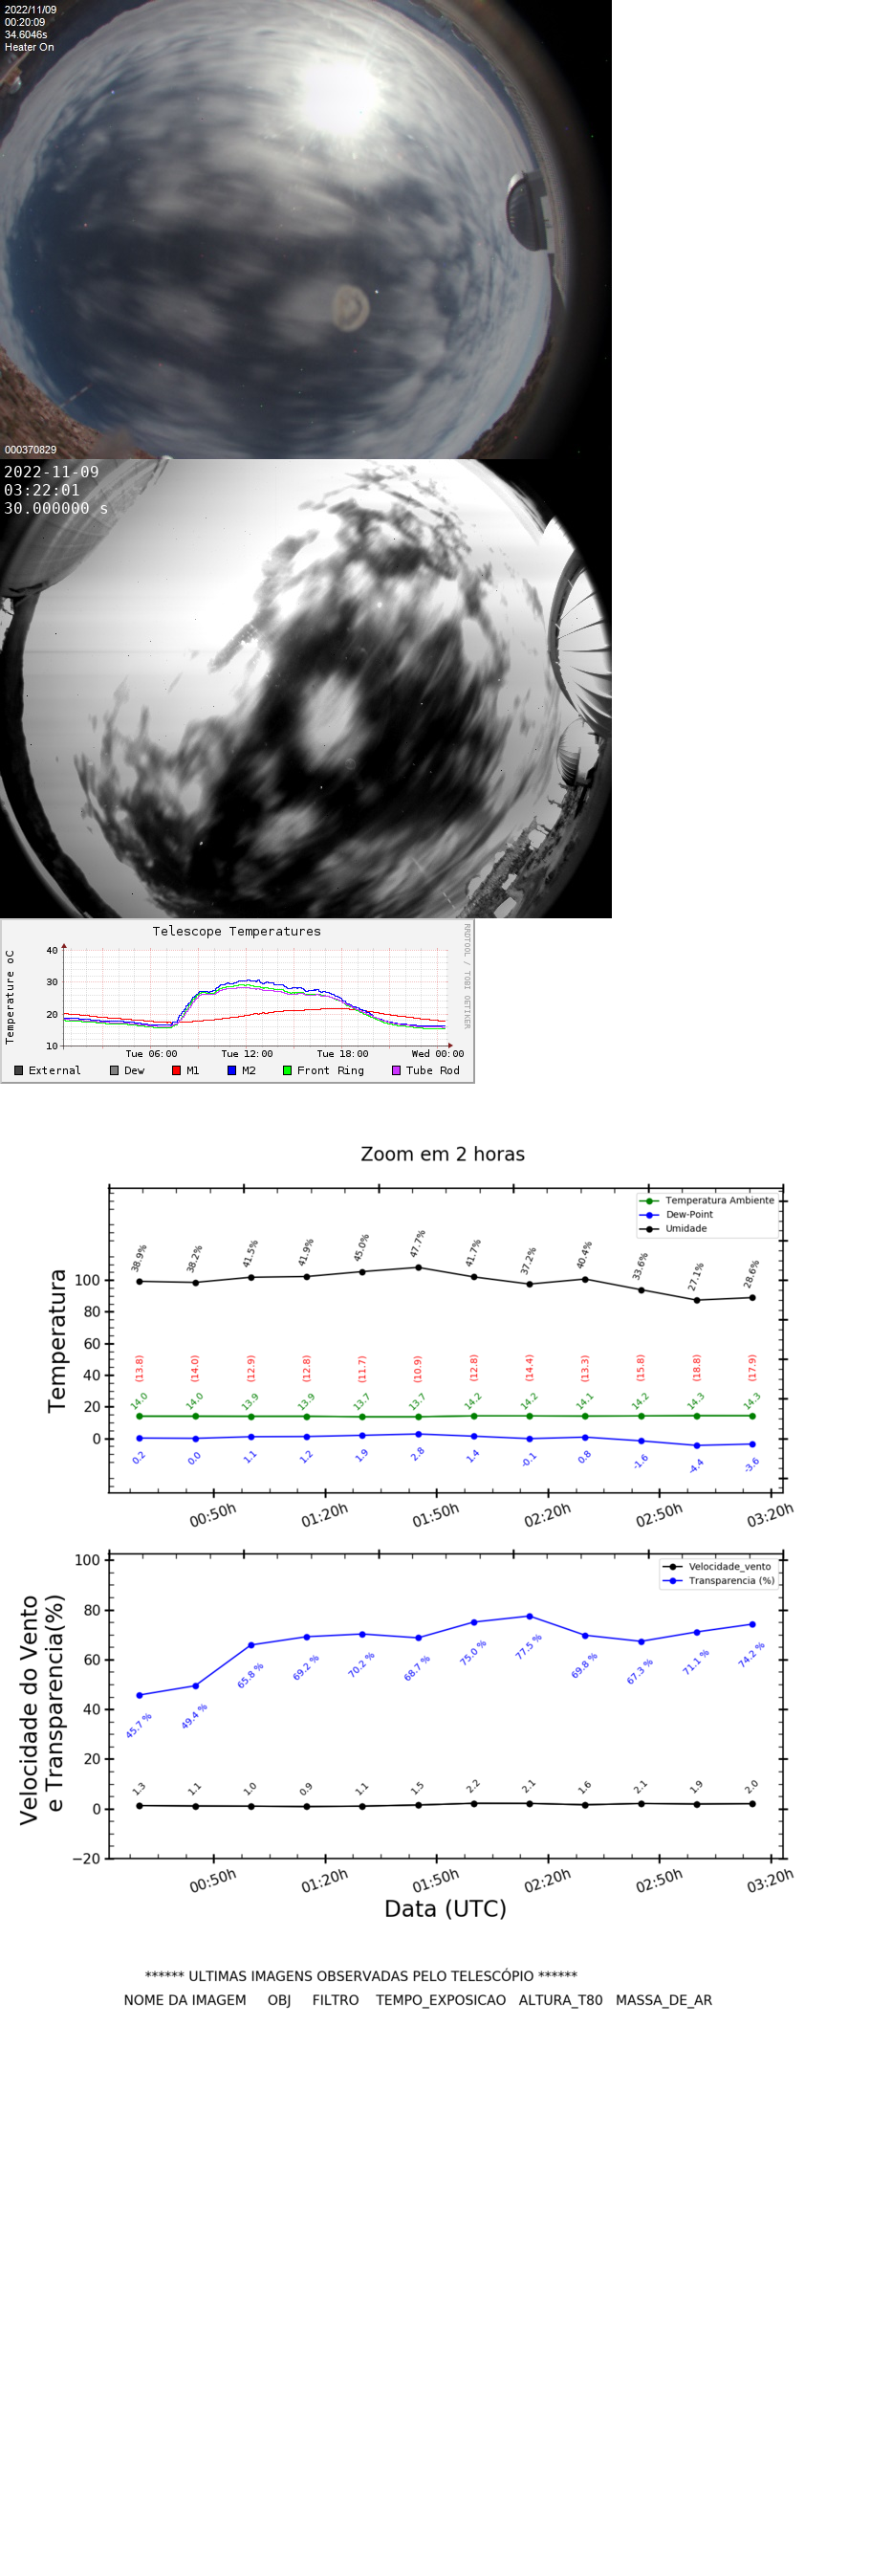 2022/11/09
00:20:09
34.6046s
Heater On
000370829
2022-11-09
03:22:01
30.000000 s
Telescope Temperatures
RRDTOOL / TOBI OETIKER
Temperature oC
40
30
20
10
Tue 06:00 Tue 12:00 Tue 18:00 Wed 00:00
External Dew M1 M2 Front Ring Tube Rod
Zoom em 2 horas
Temperatura Ambiente
Dew-Point
Umidade
Temperatura
100
80
60
40
20
0
38.9% 38.2% 41.5% 41.9% 45.0% 47.7% 41.7% 37.2% 40.4% 33.6% 27.1% 28.6%
(13.8) (14.0) (12.9) (12.8) (11.7) (10.9) (12.8) (14.4) (13.3) (15.8) (18.8) (17.9)
14.0 14.0 13.9 13.9 13.7 13.7 14.2 14.2 14.1 14.2 14.3 14.3
0.2 0.0 1.1 1.2 1.9 2.8 1.4 -0.1 0.8 -1.6 -4.4 -3.6
00:50h 01:20h 01:50h 02:20h 02:50h 03:20h
Velocidade_vento
Transparencia (%)
Velocidade do Vento
e Transparencia(%)
100
80
60
40
20
0
−20
45.7 % 49.4 % 65.8 % 69.2 % 70.2 % 68.7 % 75.0 % 77.5 % 69.8 % 67.3 % 71.1 % 74.2 %
1.3 1.1 1.0 0.9 1.1 1.5 2.2 2.1 1.6 2.1 1.9 2.0
00:50h 01:20h 01:50h 02:20h 02:50h 03:20h
Data (UTC)
****** ULTIMAS IMAGENS OBSERVADAS PELO TELESCÓPIO ******
NOME DA IMAGEM OBJ FILTRO TEMPO_EXPOSICAO ALTURA_T80 MASSA_DE_AR